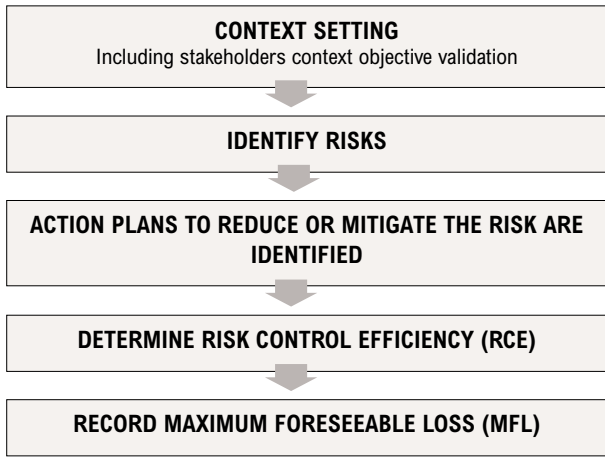 CONTEXT SETTING
Including stakeholders context objective validation
IDENTIFY RISKS
ACTION PLANS TO REDUCE OR MITIGATE THE RISK ARE
IDENTIFIED
DETERMINE RISK CONTROL EFFICIENCY (RCE)
RECORD MAXIMUM FORESEEABLE LOSS (MFL)